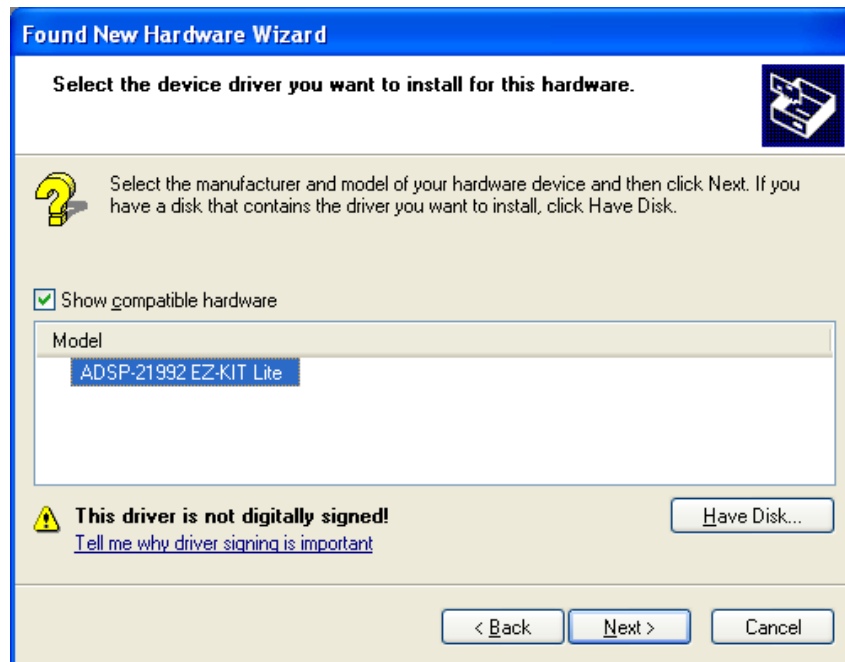 Found New Hardware Wizard
Select the device driver you want to install for this hardware.
Select the manufacturer and model of your hardware device and then click Next. If you
have a disk that contains the driver you want to install, click Have Disk.
Show compatible hardware
Model
ADSP-21992 EZ-KIT Lite
This driver is not digitally signed!
Have Disk...
Tell me why driver signing is important
< Back
Next >
Cancel